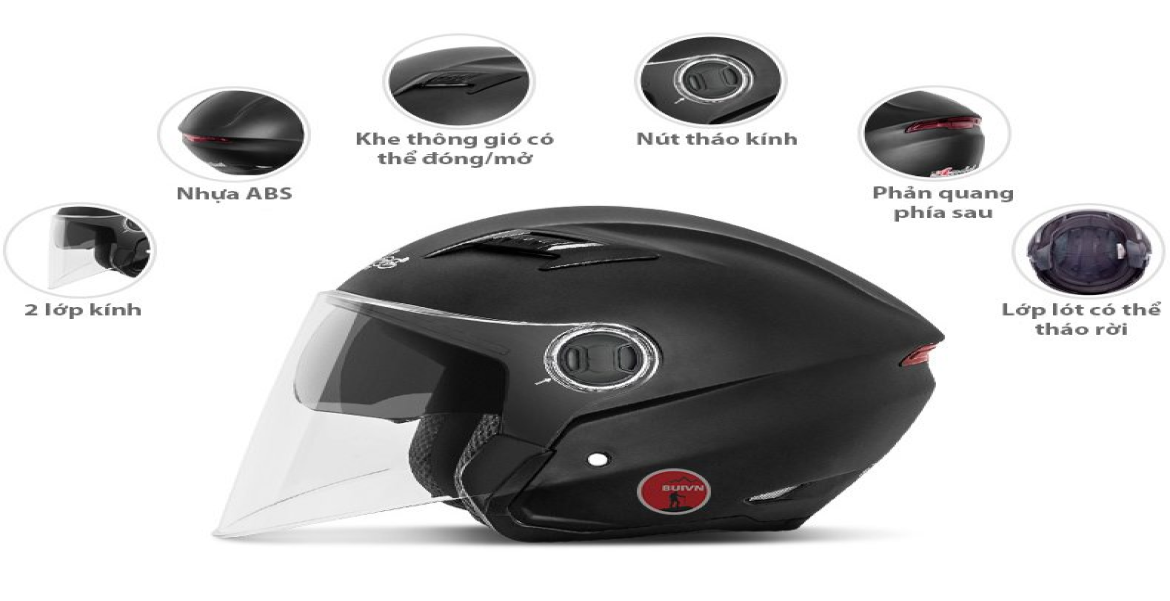 Khe thông gió có
thể đóng/mở
Nút tháo kính
Nhựa ABS
Phản quang
phía sau
2 lớp kính
Lớp lót có thể
tháo rời
BUIVN